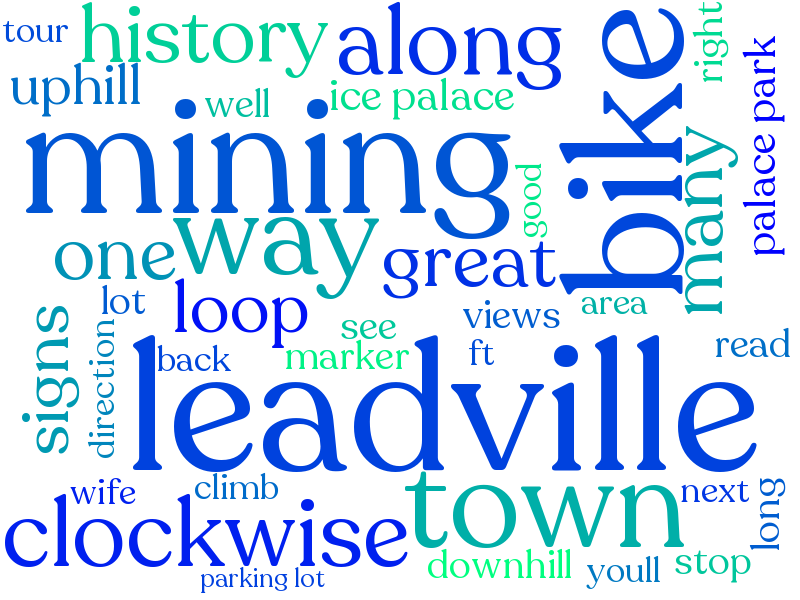 tour
history
along
bike
right
uphill
well
ice palace
palace park
mining
good
many
one
way
great
lot
loop
views
area
signs
direction
see
back
marker
ft
read
leadville
wife
climb
town
next
long
clockwise
downhill
youll
stop
parking lot